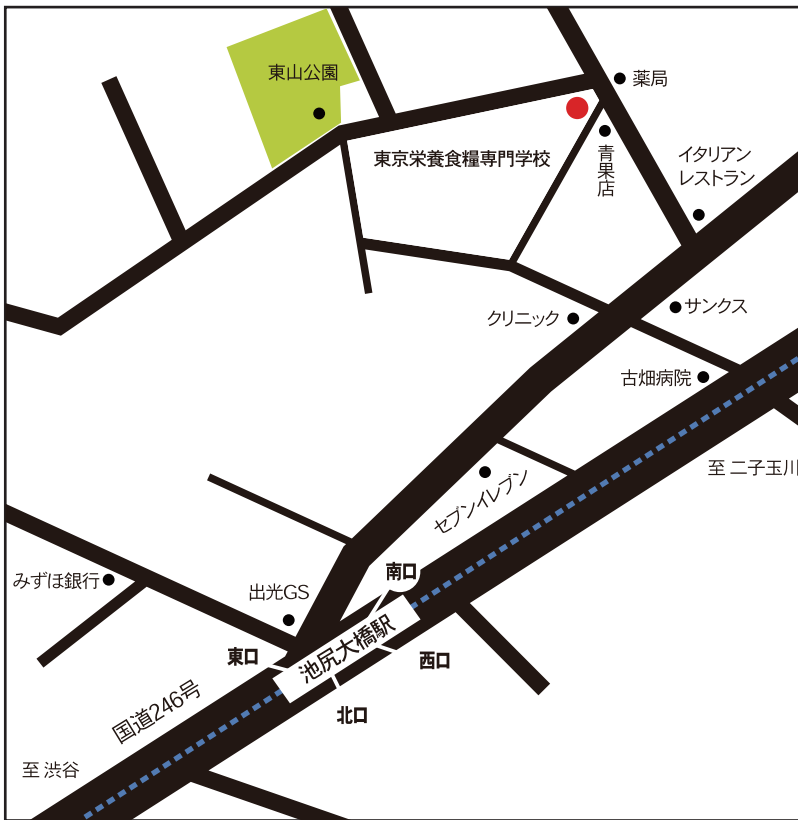 東山公園
薬局
東京栄養食糧専門学校
青果店
イタリアン
レストラン
クリニック
サンクス
古畑病院
至 二子玉川
セブンイレブン
南口
みずほ銀行
出光GS
東口
池尻大橋駅
西口
北口
国道246号
至 渋谷